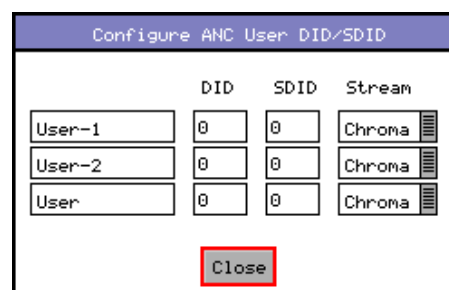 Configure ANC User DID/SDID
DID SDID Stream
User-1 0 0 Chroma
User-2 0 0 Chroma
User 0 0 Chroma
Close